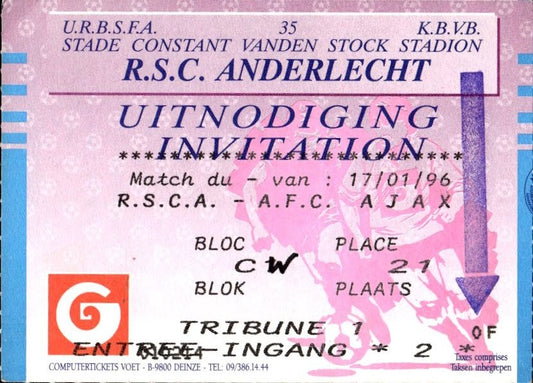 U.R.B.S.F.A. 35 K.B.V.B.
STADE CONSTANT VANDEN STOCK STADION
R.S.C. ANDERLECHT
UITNODIGING
INVITATION
Match du - van : 17/01/96
R.S.C.A. - A.F.C. AJAX
BLOC PLACE
CW 21
BLOK PLAATS
G
TRIBUNE 1 OF
ENTREE-INGANG * 2 *
Taxes comprises
Taksen inbegrepen
COMPUTERTICKETS VOET - B-9800 DEINZE - TEL: 09/386.14.44